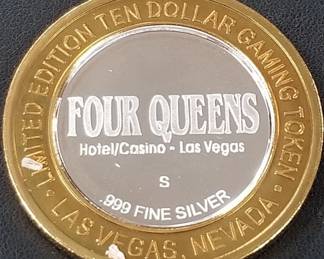 LIMITED EDITION TEN DOLLAR GAMING TOKEN •
FOUR QUEENS
Hotel/Casino - Las Vegas
S
.999 FINE SILVER
• LAS VEGAS, NEVADA •